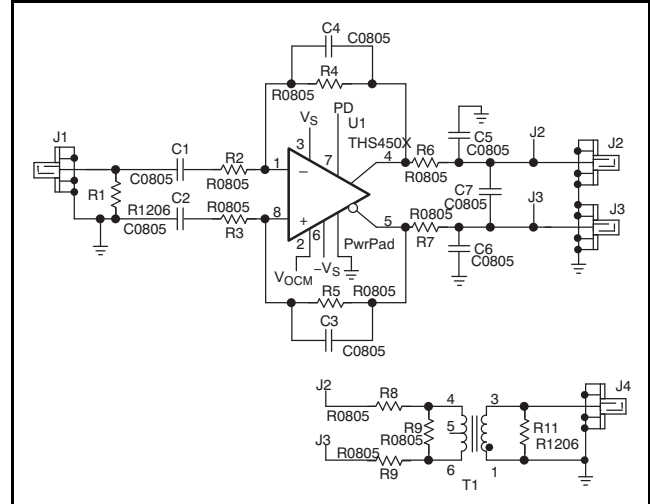 C4
C0805
R4
R0805
PD
U1
VS
THS450X
J1
C1
R2
3
7
1
4
R6
C5
C0805
J2
J2
C0805
R0805
R0805
R1
C7
C0805
J3
R1206
C2
R0805
8
R0805
J3
C0805
R3
5
R7
2
6
PwrPad
C6
C0805
VOCM
–VS
R5
R0805
C3
C0805
J2
R8
4
3
J4
R0805
R9
R0805
5
R11
R1206
J3
R0805
R9
6
1
T1